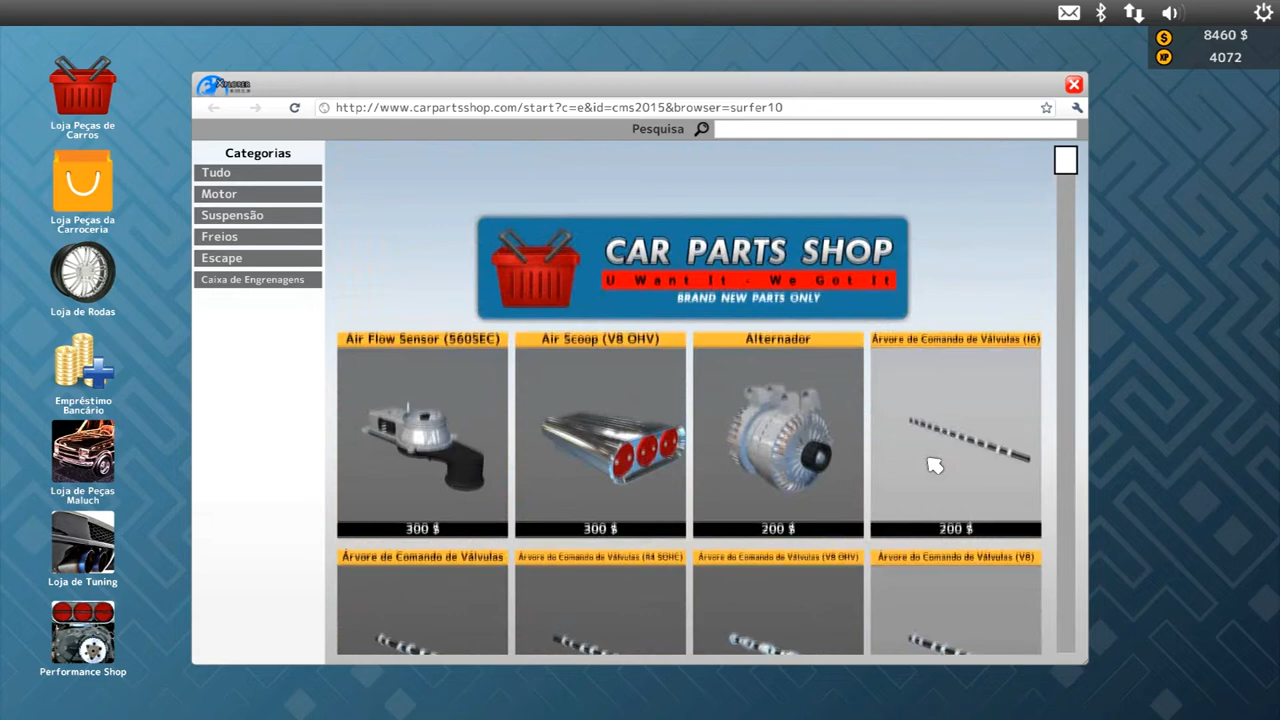 8460 $
4072
Loja Peças de
Carros
Loja Peças da
Carroceria
Loja de Rodas
Empréstimo
Bancário
Loja de Peças
Maluch
Loja de Tuning
Performance Shop
http://www.carpartsshop.com/start?c=e&id=cms2015&browser=surfer10
Pesquisa
Categorias
Tudo
Motor
Suspensão
Freios
Escape
Caixa de Engrenagens
CAR PARTS SHOP
U Want It - We Got It
BRAND NEW PARTS ONLY
Air Flow Sensor (560SEC)
Air Scoop (V8 OHV)
Alternador
Árvore de Comando de Válvulas (I6)
300 $
300 $
200 $
200 $
Árvore de Comando de Válvulas
Árvore do Comando de Válvulas (R4 SOHC)
Árvore do Comando de Válvulas (V8 OHV)
Árvore do Comando de Válvulas (V8)